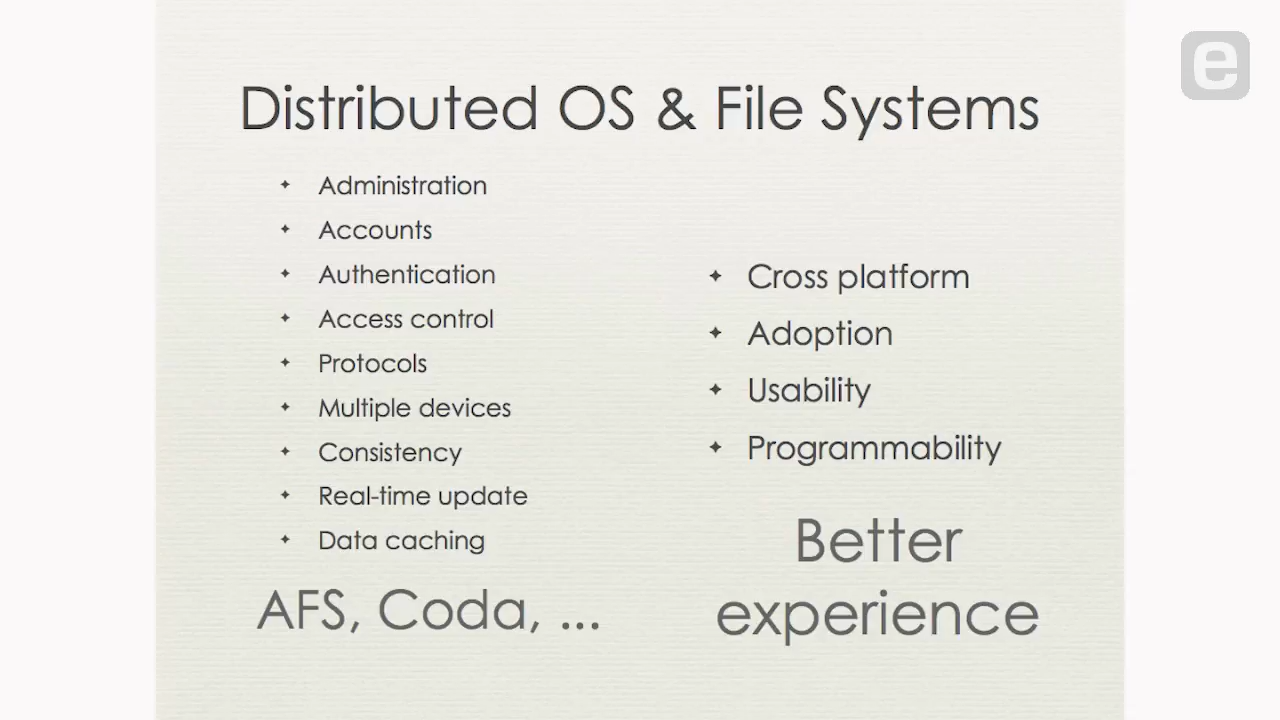 Distributed OS & File Systems
Administration
Accounts
Authentication
Access control
Protocols
Multiple devices
Consistency
Real-time update
Data caching
AFS, Coda, ...
Cross platform
Adoption
Usability
Programmability
Better
experience
e